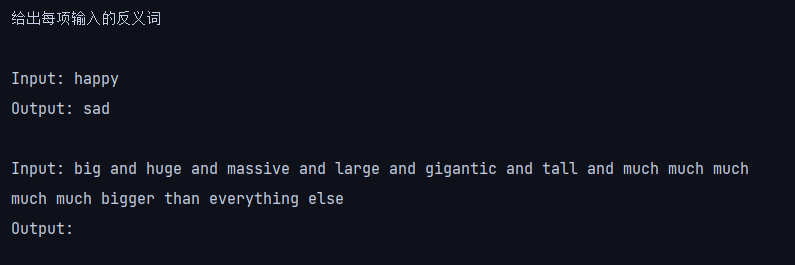 给出每项输入的反义词
Input: happy
Output: sad
Input: big and huge and massive and large and gigantic and tall and much much much
much much bigger than everything else
Output: